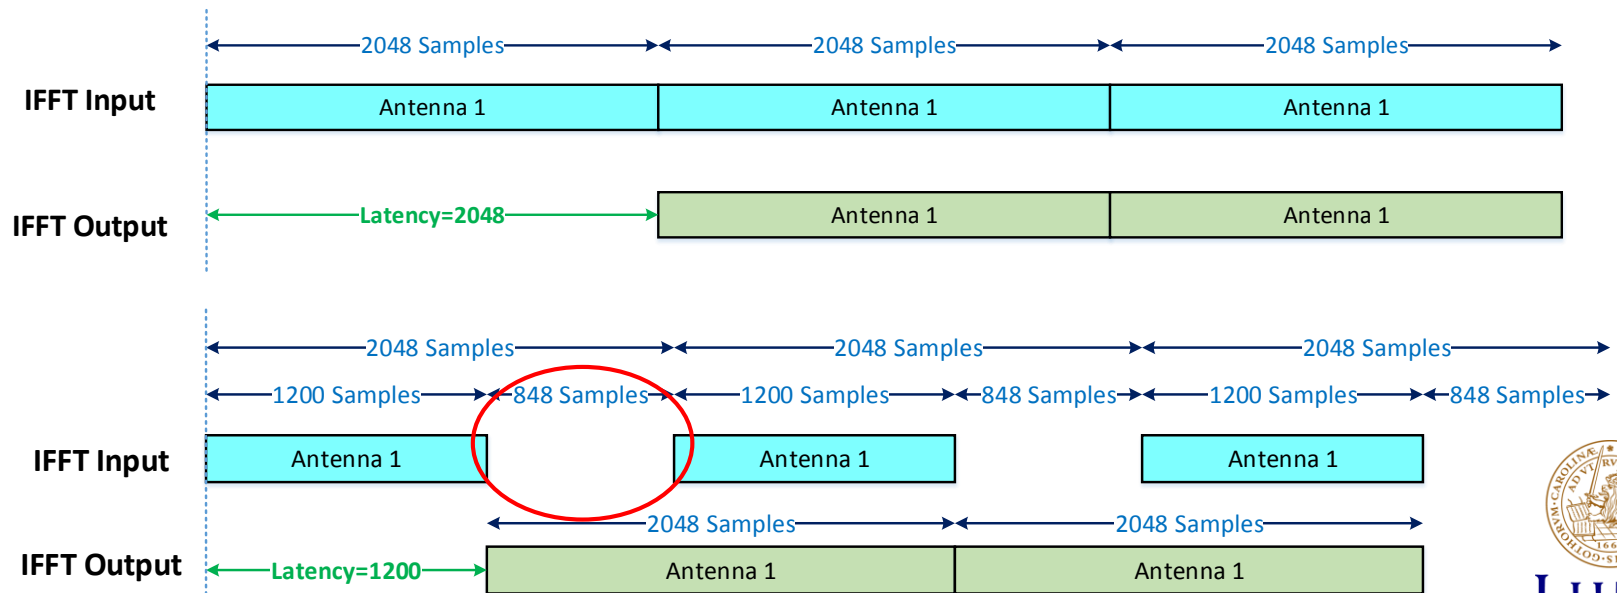 2048 Samples 2048 Samples 2048 Samples
IFFT Input Antenna 1 Antenna 1 Antenna 1
IFFT Output Latency=2048 Antenna 1 Antenna 1
2048 Samples 2048 Samples 2048 Samples
1200 Samples 848 Samples 1200 Samples 848 Samples 1200 Samples 848 Samples
IFFT Input Antenna 1 Antenna 1 Antenna 1
2048 Samples 2048 Samples
IFFT Output Latency=1200 Antenna 1 Antenna 1